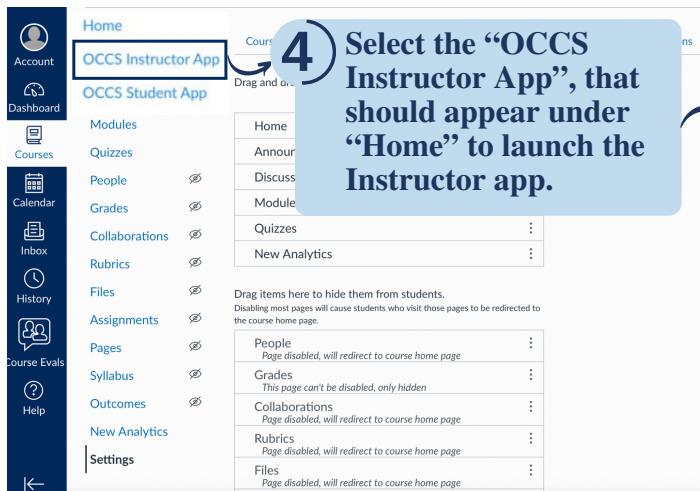 Account
Dashboard
Courses
Calendar
Inbox
History
Course Evals
Help
Home
OCCS Instructor App
OCCS Student App
Modules
Quizzes
People
Grades
Collaborations
Rubrics
Files
Assignments
Pages
Syllabus
Outcomes
New Analytics
Settings
4
Select the “OCCS
Instructor App”, that
should appear under
“Home” to launch the
Instructor app.
Drag and
Home
Quizzes
New Analytics
Drag items here to hide them from students.
Disabling most pages will cause students who visit those pages to be redirected to
the course home page.
People
Page disabled, will redirect to course home page
Grades
This page can't be disabled, only hidden
Collaborations
Page disabled, will redirect to course home page
Rubrics
Page disabled, will redirect to course home page
Files
Page disabled, will redirect to course home page